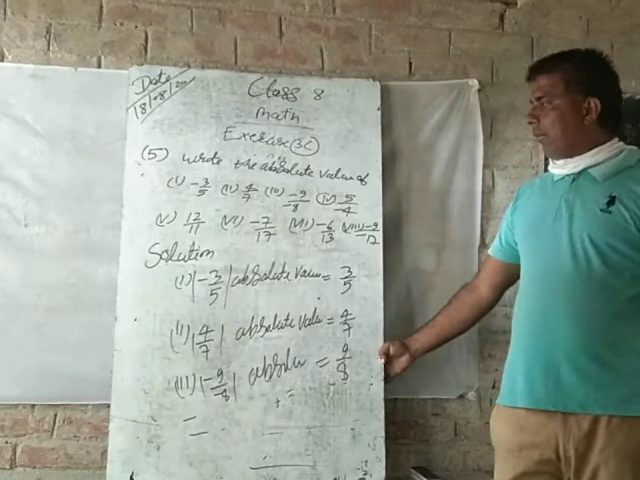 Date
18/08/20
Class 8
Math
Exercise (3C)
(5) Write the absolute value of
(i) -3/5 (ii) 4/7 (iii) -9/8 (iv) 5/-4
(v) 12/11 (vi) -7/17 (vii) -6/13 (viii) -9/-12
Solution
(i) |-3/5| absolute value = 3/5
(ii) |4/7| absolute value = 4/7
(iii) |-9/8| absolu = 9/8